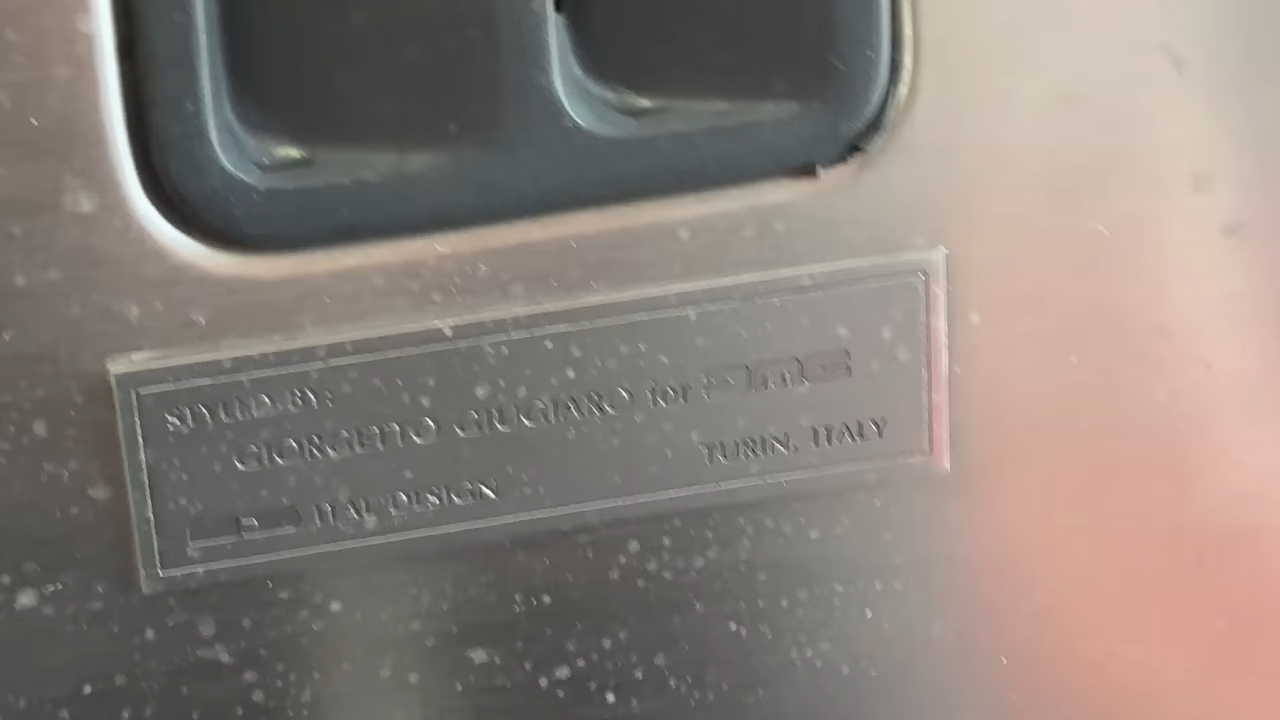 STYLED BY:
GIORGETTO GIUGIARO for
ITAL DESIGN
TURIN, ITALY